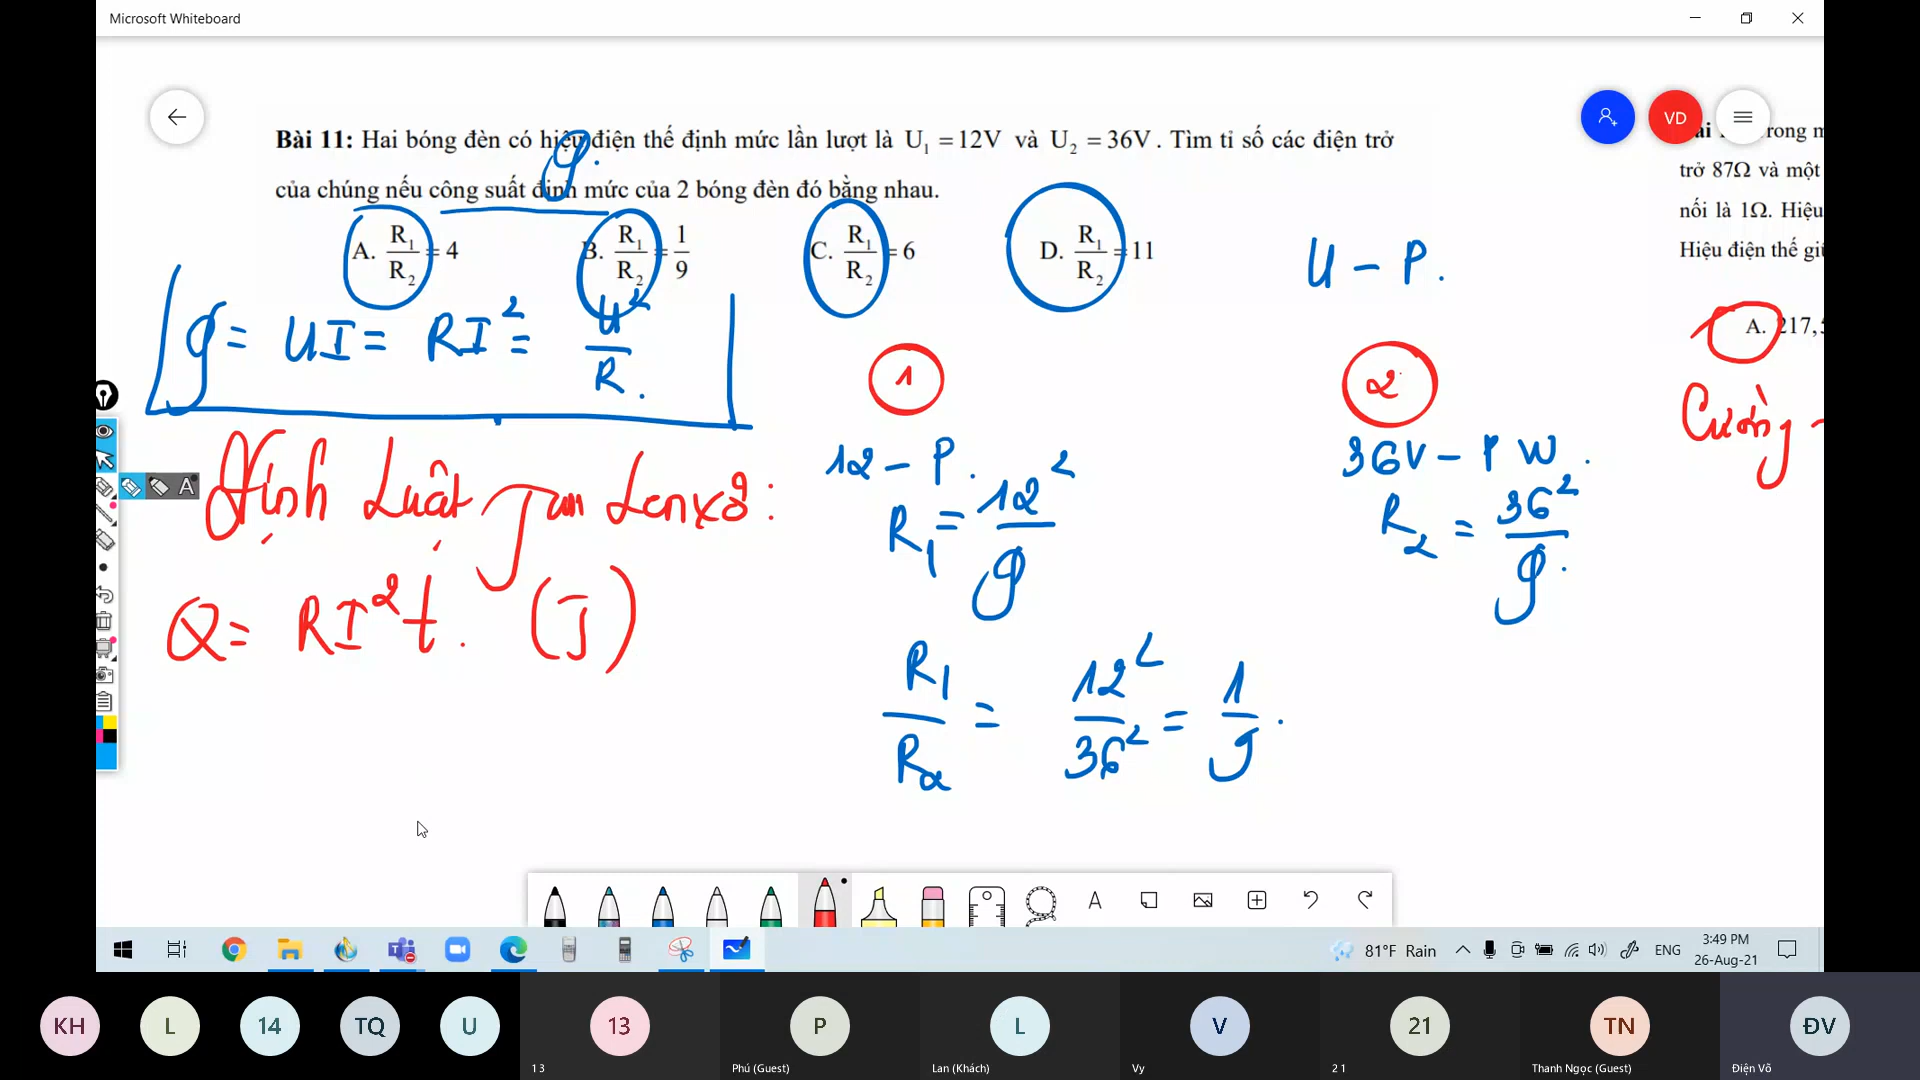 Microsoft Whiteboard
VD
Bài 11: Hai bóng đèn có hiệu điện thế định mức lần lượt là U₁ = 12V và U₂ = 36V. Tìm tỉ số các điện trở
của chúng nếu công suất định mức của 2 bóng đèn đó bằng nhau.
A. R₁/R₂ = 4 B. R₁/R₂ = 1/9 C. R₁/R₂ = 6 D. R₁/R₂ = 11
trở 87Ω và một
nối là 1Ω. Hiệu
Hiệu điện thế giữ
A. 217,5
Cường
U – P.
P = UI = RI² = U²/R.
1
2
12 – P.
36V – P W.
R₁ = 12²/P
R₂ = 36²/P.
Định Luật Jun Lenxơ:
Q = RI²t. (J)
R₁/R₂ = 12²/36² = 1/9.
A
A
81°F Rain
ENG
3:49 PM
26-Aug-21
KH
L
14
TQ
U
13
13
P
Phú (Guest)
L
Lan (Khách)
V
Vy
21
21
TN
Thanh Ngọc (Guest)
ĐV
Điện Võ